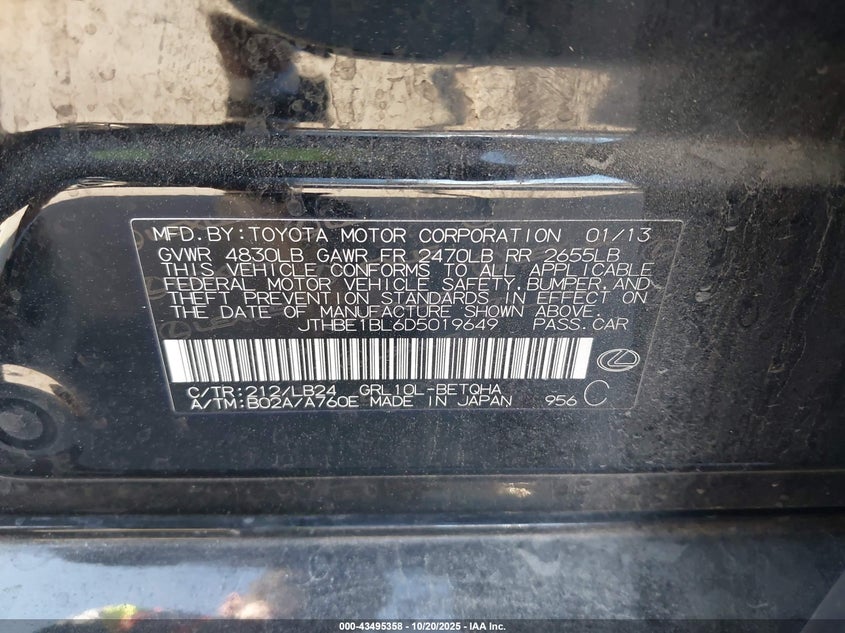 MFD.BY:TOYOTA MOTOR CORPORATION 01/13
GVWR 4830LB GAWR FR 2470LB RR 2655LB
THIS VEHICLE CONFORMS TO ALL APPLICABLE
FEDERAL MOTOR VEHICLE SAFETY,BUMPER,AND
THEFT PREVENTION STANDARDS IN EFFECT ON
THE DATE OF MANUFACTURE SHOWN ABOVE.
JTHBE1BL6D5019649 PASS.CAR
C/TR:212/LB24 GRL10L-BETQHA
A/TM:B02A/A760E MADE IN JAPAN 956 C
000-43495358 - 10/20/2025 - IAA Inc.